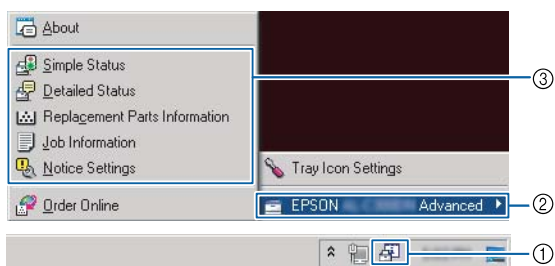 About
Simple Status
Detailed Status
Replacement Parts Information
Job Information
Notice Settings
Order Online
Tray Icon Settings
EPSON Advanced
③
②
①